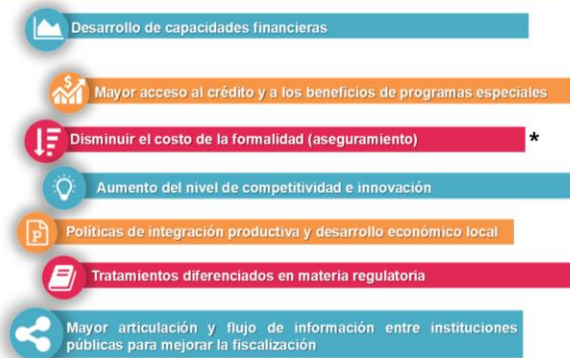 Desarrollo de capacidades financieras
$
Mayor acceso al crédito y a los beneficios de programas especiales
Disminuir el costo de la formalidad (aseguramiento) *
Aumento del nivel de competitividad e innovación
P
Políticas de integración productiva y desarrollo económico local
Tratamientos diferenciados en materia regulatoria
Mayor articulación y flujo de información entre instituciones
públicas para mejorar la fiscalización